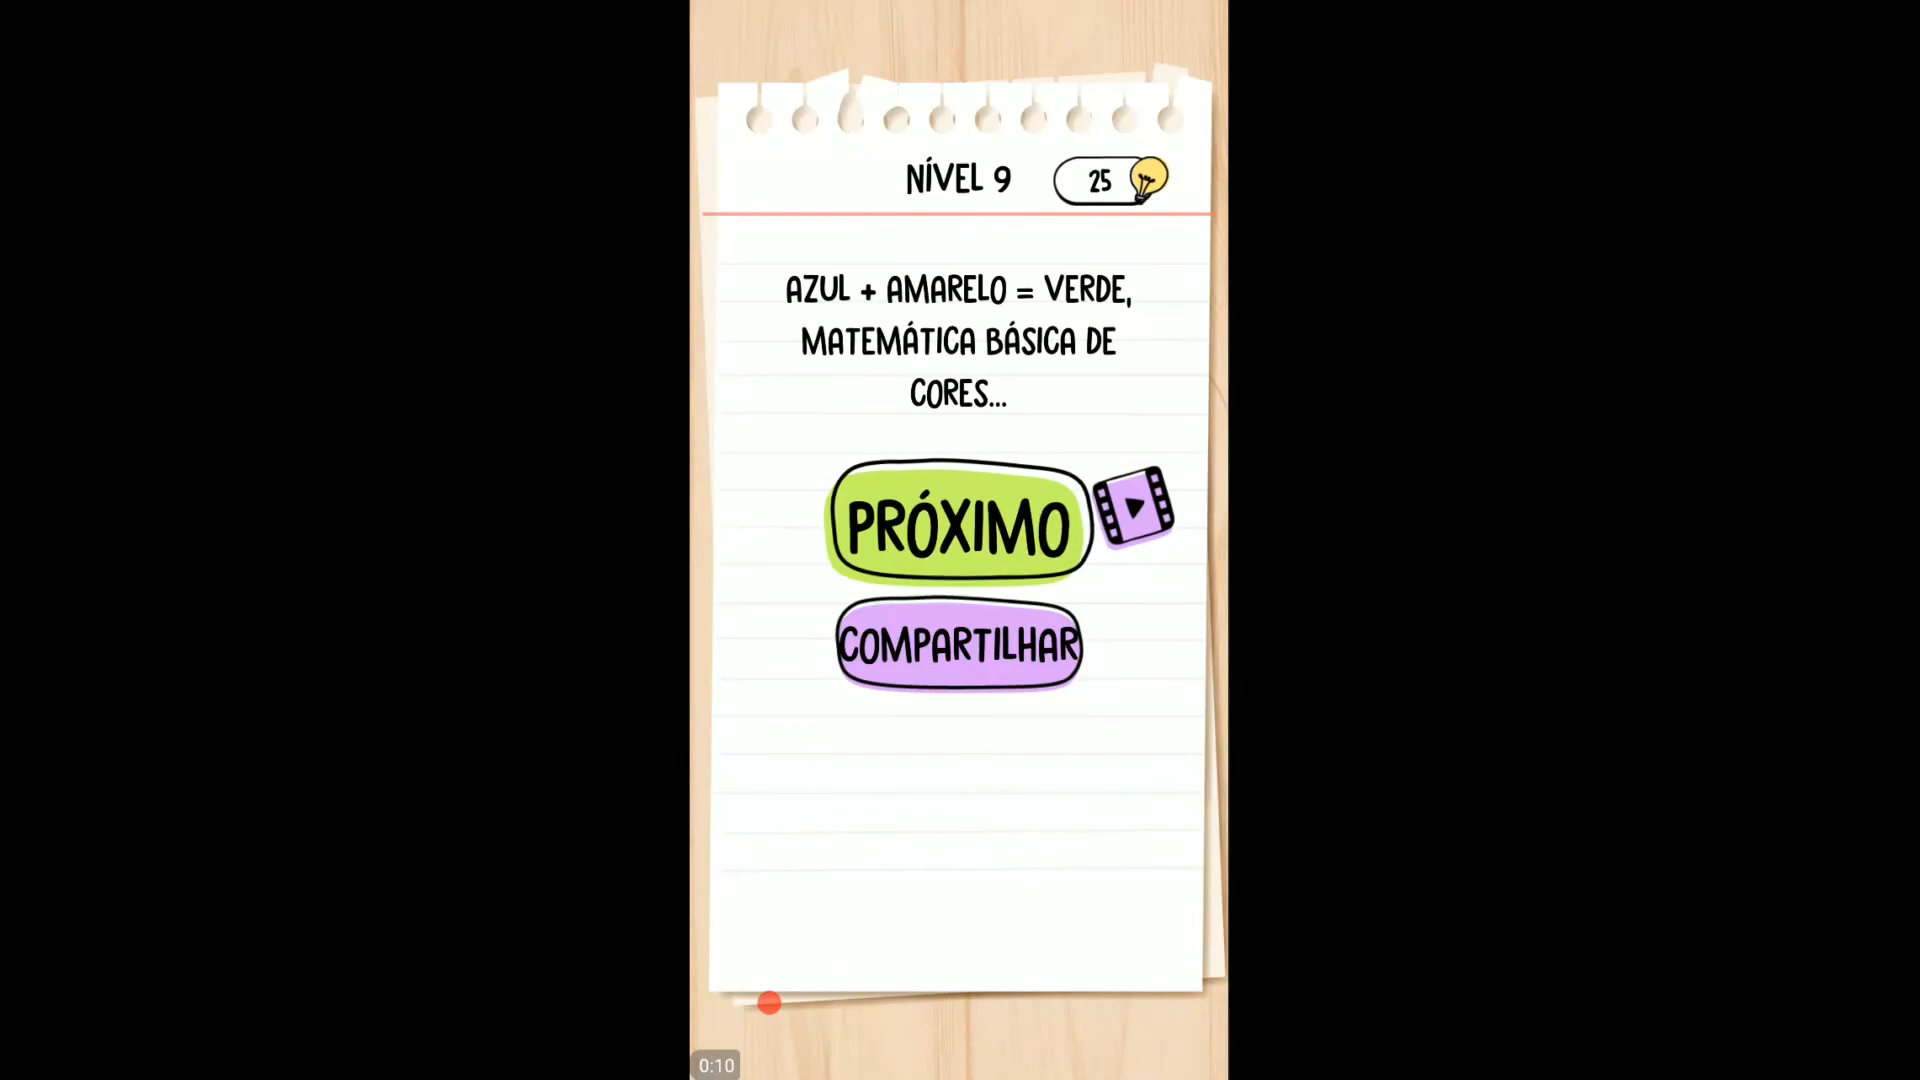 NÍVEL 9
25
AZUL + AMARELO = VERDE,
MATEMÁTICA BÁSICA DE
CORES...
PRÓXIMO
COMPARTILHAR
0:10